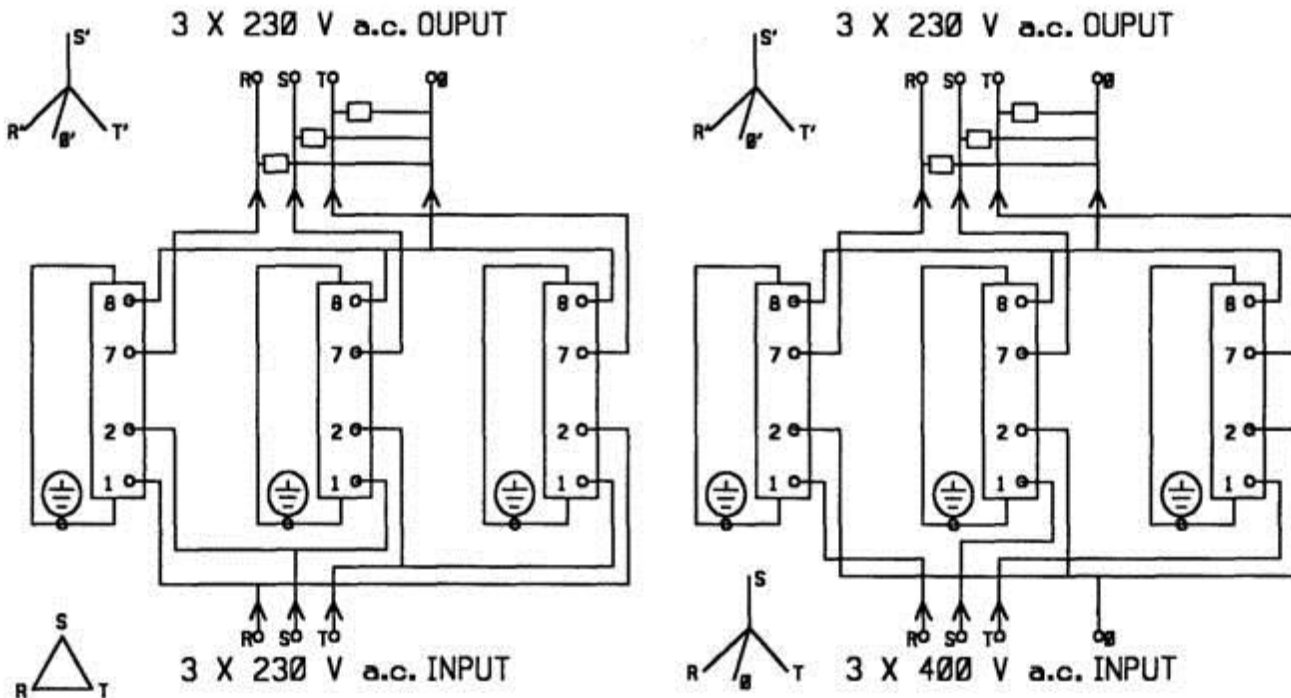 3 X 230 V a.c. OUPUT
3 X 230 V a.c. OUPUT
S'
R' Ø' T'
R S T Ø
S'
R' Ø' T'
R S T Ø
8 8 8
7 7 7
2 2 2
1 1 1
8 8 8
7 7 7
2 2 2
1 1 1
S
R T
R S T
3 X 230 V a.c. INPUT
S
R Ø T
R S T Ø
3 X 400 V a.c. INPUT